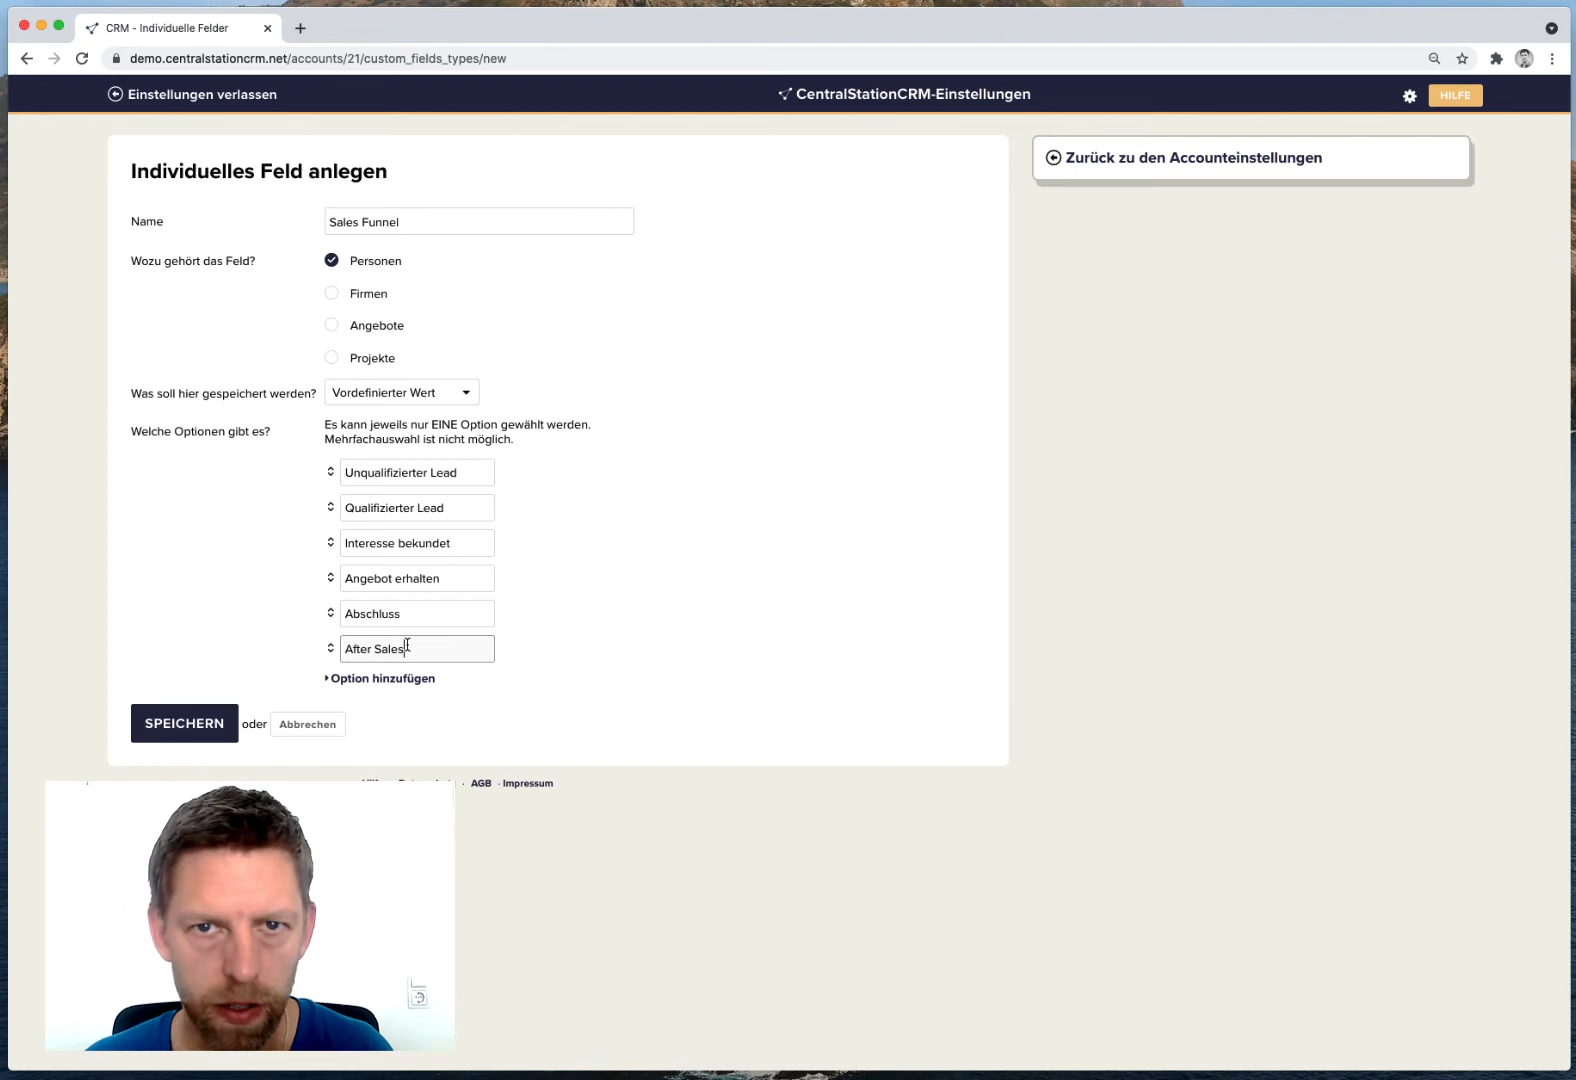 CRM - Individuelle Felder
demo.centralstationcrm.net/accounts/21/custom_fields_types/new
Einstellungen verlassen
CentralStationCRM-Einstellungen
HILFE
Individuelles Feld anlegen
Zurück zu den Accounteinstellungen
Name
Sales Funnel
Wozu gehört das Feld?
Personen
Firmen
Angebote
Projekte
Was soll hier gespeichert werden?
Vordefinierter Wert
Welche Optionen gibt es?
Es kann jeweils nur EINE Option gewählt werden.
Mehrfachauswahl ist nicht möglich.
Unqualifizierter Lead
Qualifizierter Lead
Interesse bekundet
Angebot erhalten
Abschluss
After Sales
Option hinzufügen
SPEICHERN oder Abbrechen
· AGB · Impressum